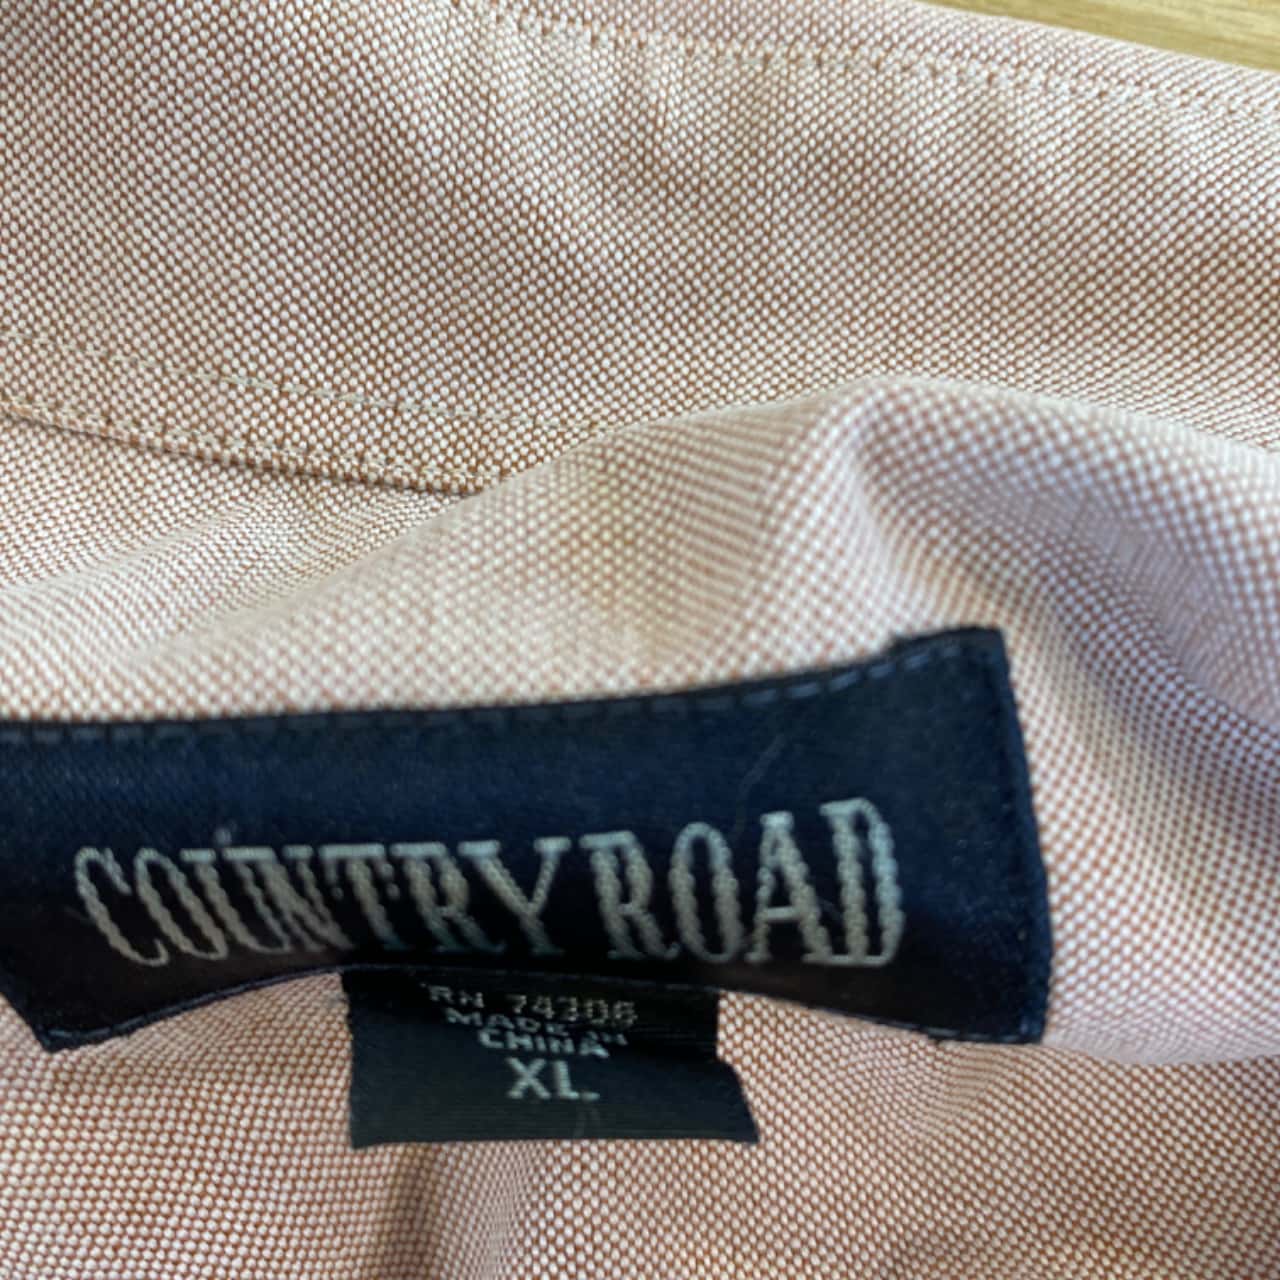 COUNTRY ROAD
RN 74306
MADE IN
CHINA
XL